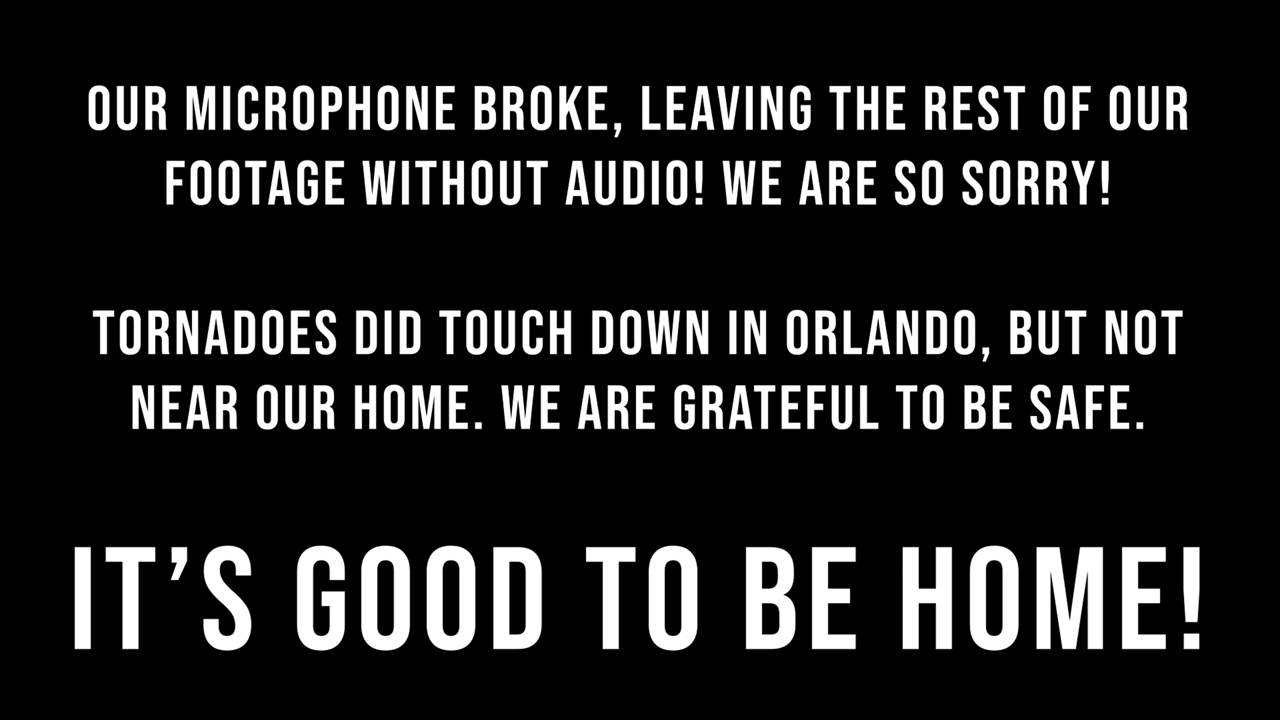 OUR MICROPHONE BROKE, LEAVING THE REST OF OUR
FOOTAGE WITHOUT AUDIO! WE ARE SO SORRY!
TORNADOES DID TOUCH DOWN IN ORLANDO, BUT NOT
NEAR OUR HOME. WE ARE GRATEFUL TO BE SAFE.
IT’S GOOD TO BE HOME!